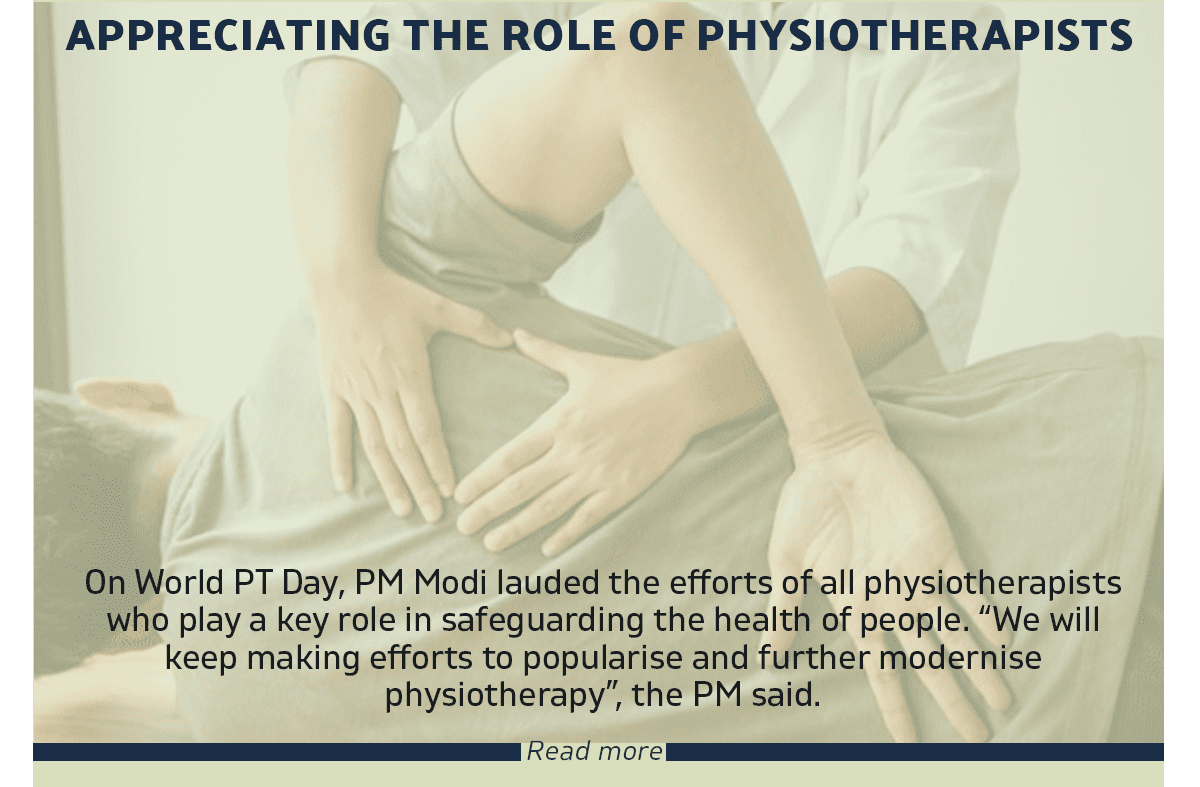 APPRECIATING THE ROLE OF PHYSIOTHERAPISTS
On World PT Day, PM Modi lauded the efforts of all physiotherapists
who play a key role in safeguarding the health of people. “We will
keep making efforts to popularise and further modernise
physiotherapy”, the PM said.
Read more